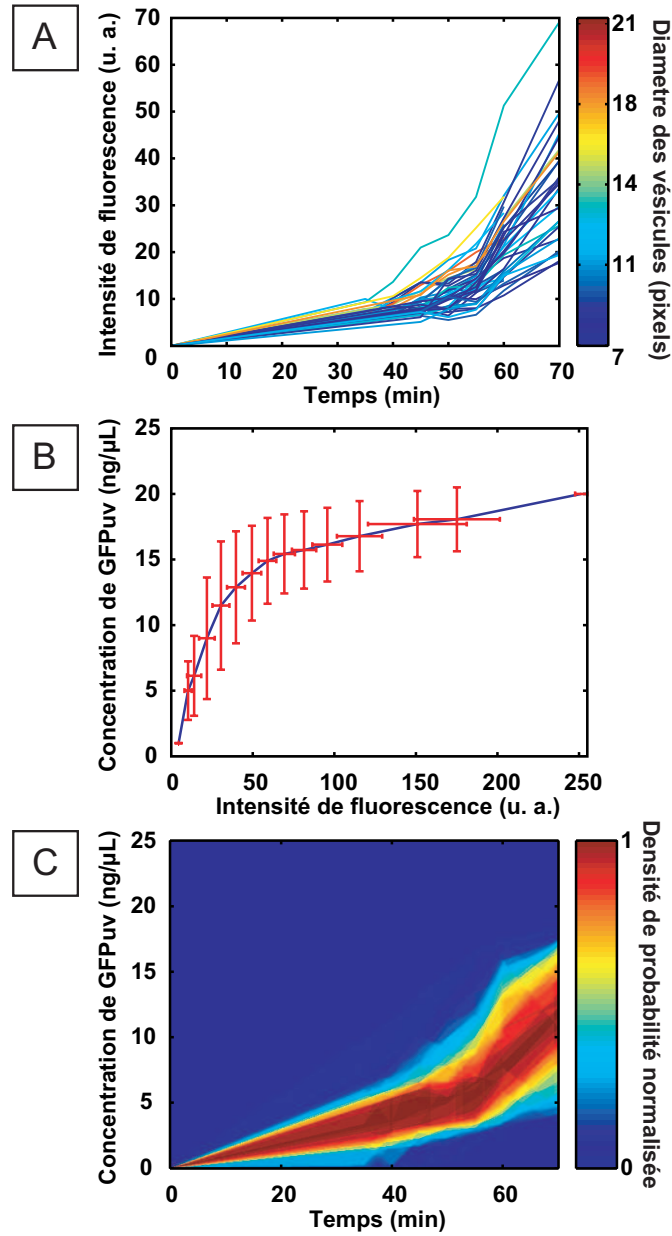 A
Intensité de fluorescence (u. a.)
70
60
50
40
30
20
10
0
0 10 20 30 40 50 60 70
Temps (min)
21
18
14
11
7
Diametre des vésicules (pixels)
B
Concentration de GFPuv (ng/µL)
25
20
15
10
5
0
0 50 100 150 200 250
Intensité de fluorescence (u. a.)
C
Concentration de GFPuv (ng/µL)
25
20
15
10
5
0
0 20 40 60
Temps (min)
1
0
Densité de probabilité normalisée